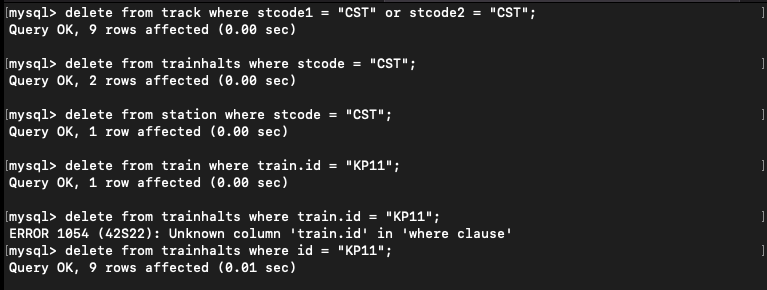 [mysql> delete from track where stcode1 = "CST" or stcode2 = "CST"; ]
Query OK, 9 rows affected (0.00 sec)
[mysql> delete from trainhalts where stcode = "CST"; ]
Query OK, 2 rows affected (0.00 sec)
[mysql> delete from station where stcode = "CST"; ]
Query OK, 1 row affected (0.00 sec)
[mysql> delete from train where train.id = "KP11"; ]
Query OK, 1 row affected (0.00 sec)
[mysql> delete from trainhalts where train.id = "KP11"; ]
ERROR 1054 (42S22): Unknown column 'train.id' in 'where clause'
[mysql> delete from trainhalts where id = "KP11"; ]
Query OK, 9 rows affected (0.01 sec)